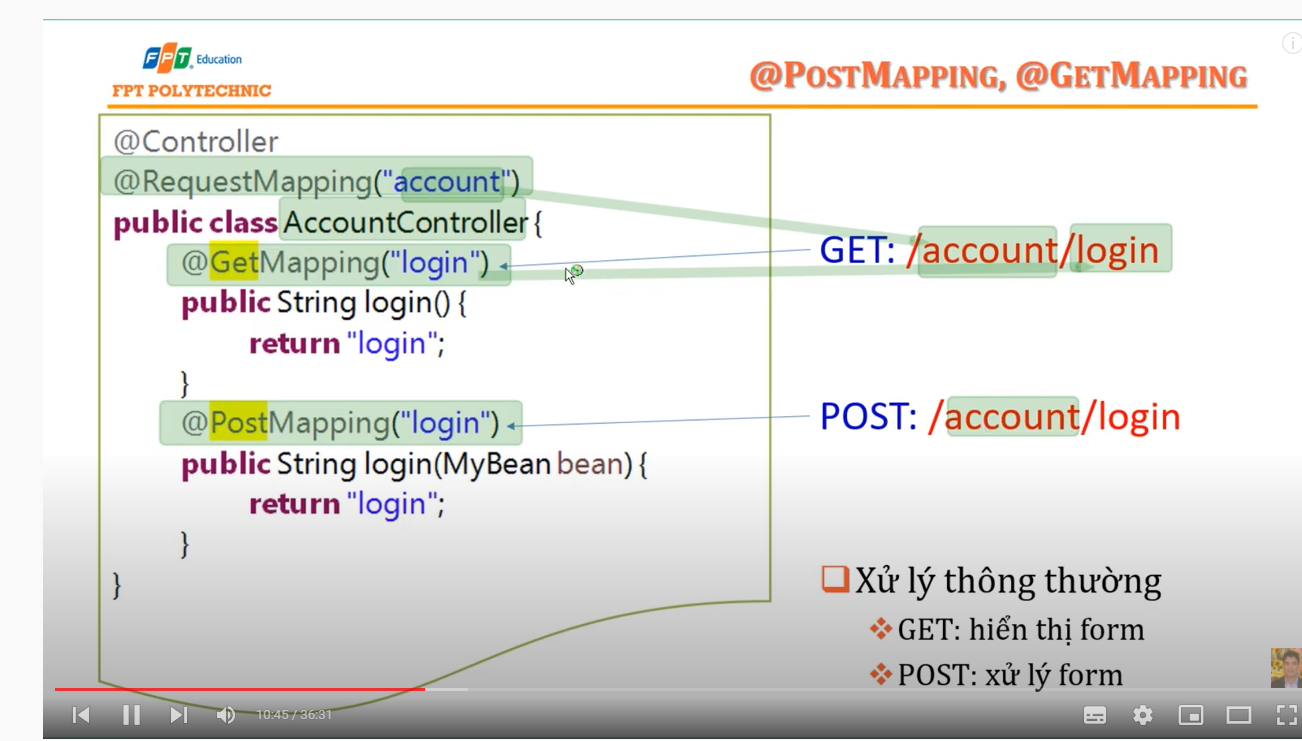 FPT Education
FPT POLYTECHNIC
@POSTMAPPING, @GETMAPPING
@Controller
@RequestMapping("account")
public class AccountController {
@GetMapping("login")
public String login() {
return "login";
}
@PostMapping("login")
public String login(MyBean bean) {
return "login";
}
}
GET: /account/login
POST: /account/login
Xử lý thông thường
GET: hiển thị form
POST: xử lý form
10:45 / 36:31